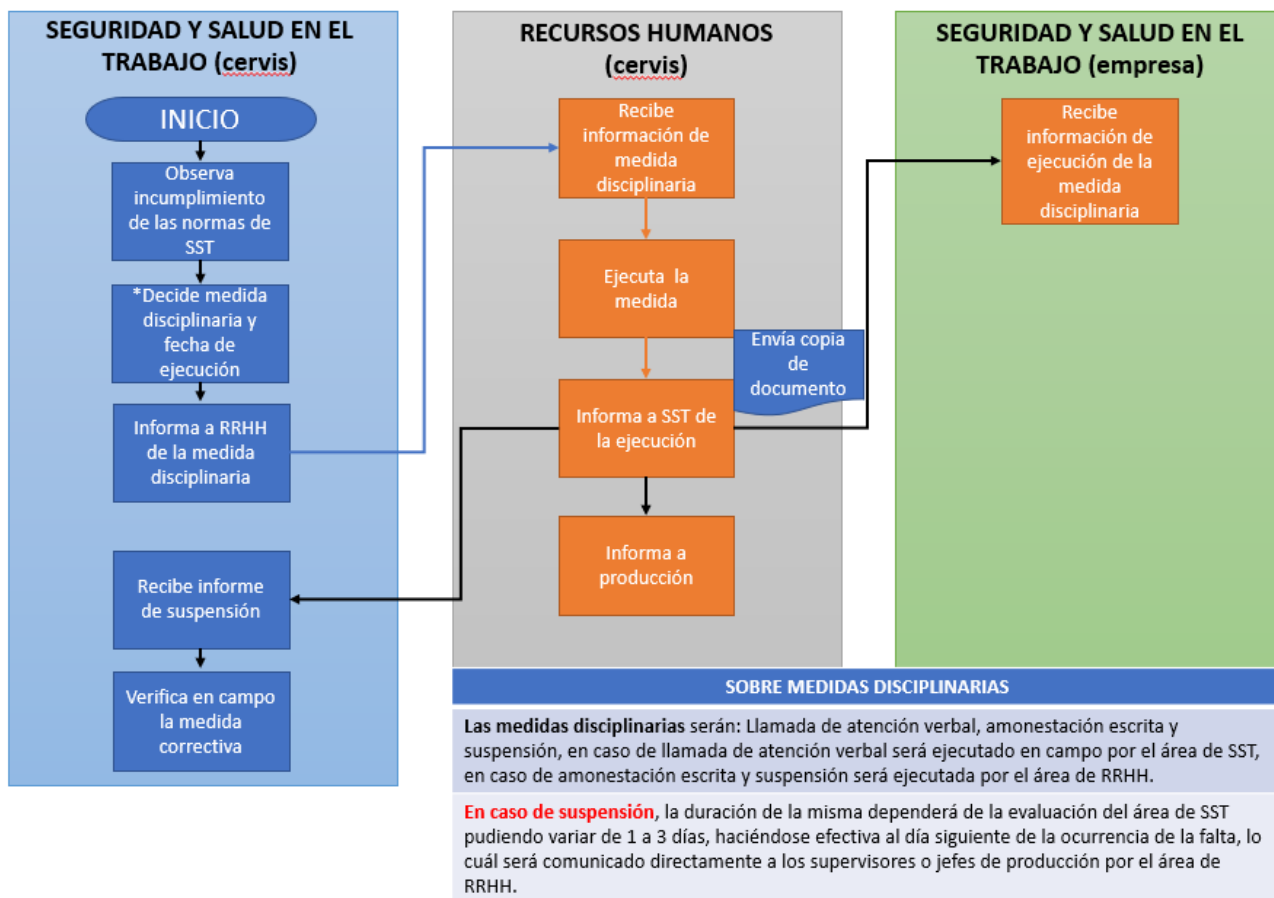 SEGURIDAD Y SALUD EN EL
TRABAJO (cervis)
INICIO
Observa
incumplimiento
de las normas de
SST
*Decide medida
disciplinaria y
fecha de
ejecución
Informa a RRHH
de la medida
disciplinaria
Recibe informe
de suspensión
Verifica en campo
la medida
correctiva
RECURSOS HUMANOS
(cervis)
Recibe
información de
medida
disciplinaria
Ejecuta la
medida
Envía copia
de
documento
Informa a SST de
la ejecución
Informa a
producción
SEGURIDAD Y SALUD EN EL
TRABAJO (empresa)
Recibe
información de
ejecución de la
medida
disciplinaria
SOBRE MEDIDAS DISCIPLINARIAS
Las medidas disciplinarias serán: Llamada de atención verbal, amonestación escrita y
suspensión, en caso de llamada de atención verbal será ejecutado en campo por el área de SST,
en caso de amonestación escrita y suspensión será ejecutada por el área de RRHH.
En caso de suspensión, la duración de la misma dependerá de la evaluación del área de SST
pudiendo variar de 1 a 3 días, haciéndose efectiva al día siguiente de la ocurrencia de la falta, lo
cuál será comunicado directamente a los supervisores o jefes de producción por el área de
RRHH.